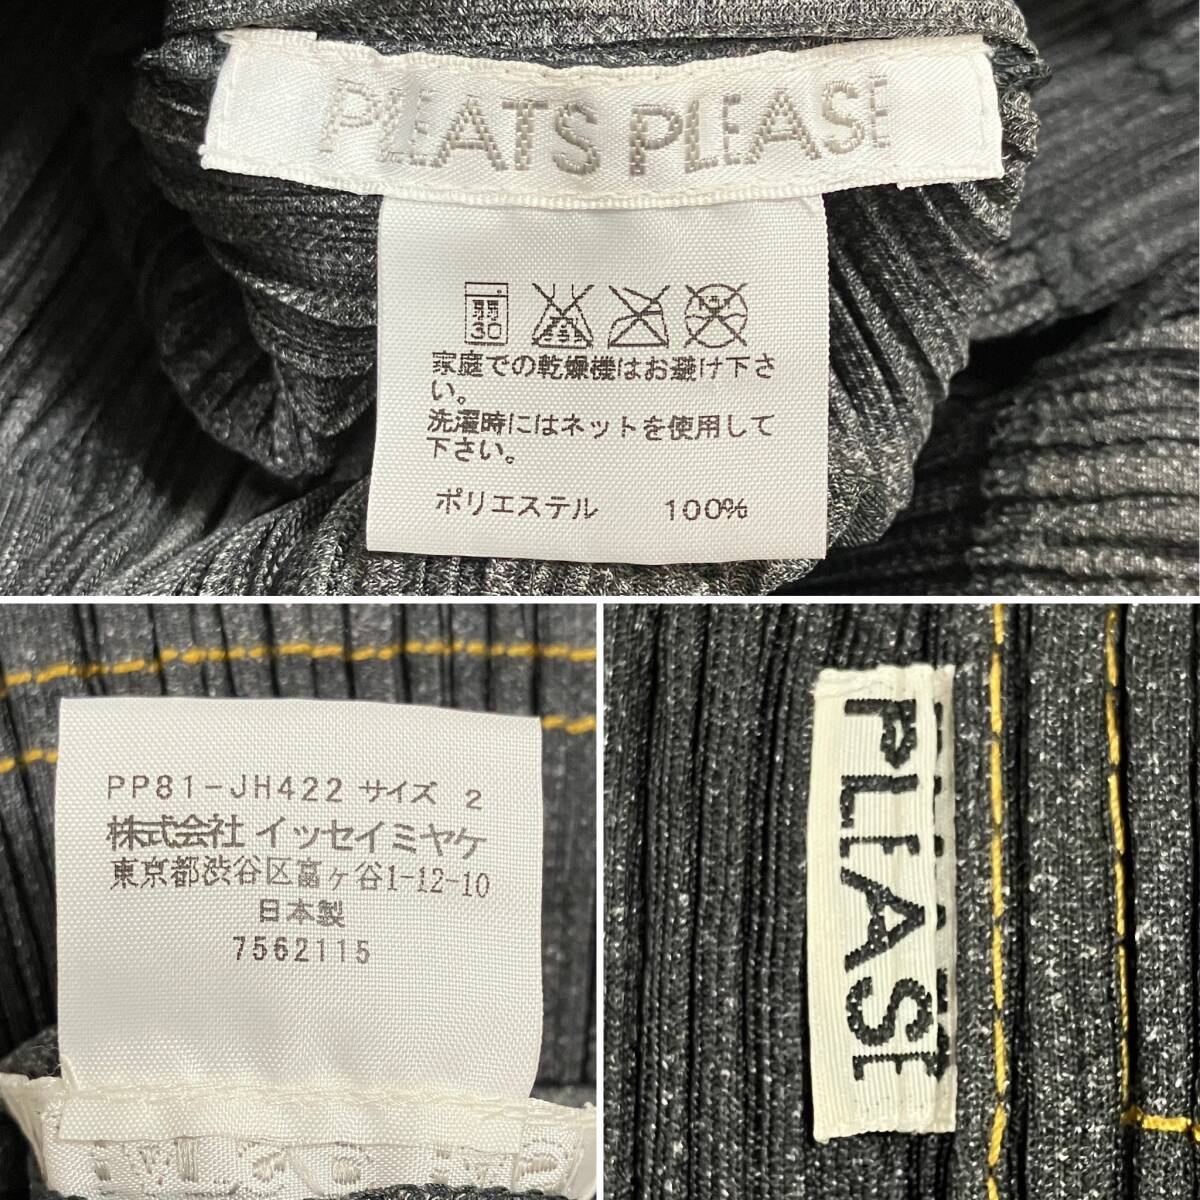 PLEATS PLEASE
弱
30
家庭での乾燥機はお避け下さ
い。
洗濯時にはネットを使用して
下さい。
ポリエステル 100%
PP81-JH422 サイズ 2
株式会社 イッセイミヤケ
東京都渋谷区富ヶ谷1-12-10
日本製
7562115
PLEASE